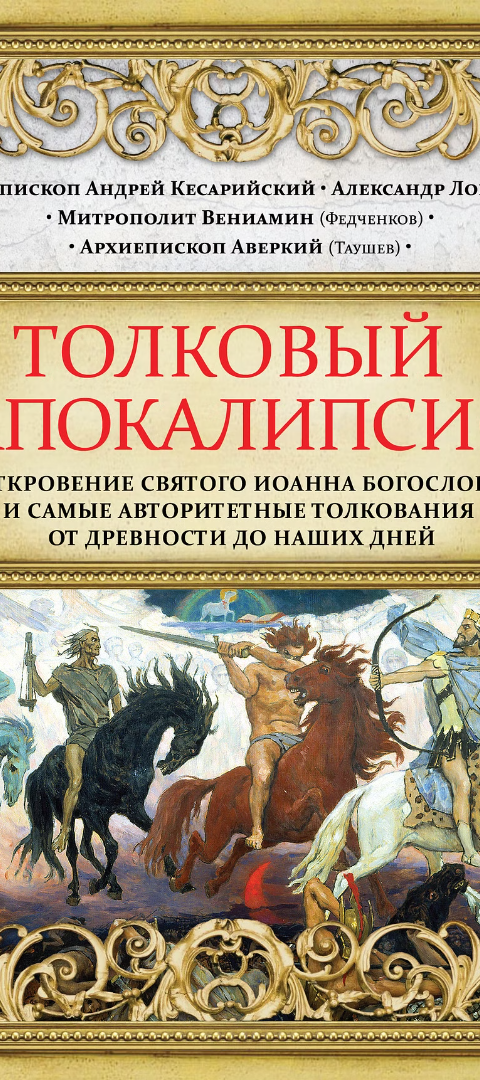 пископ Андрей Кесарийский • Александр Ло
• Митрополит Вениамин (Федченков) •
• Архиепископ Аверкий (Таушев) •
ТОЛКОВЫЙ
ПОКАЛИПСИ
ТКРОВЕНИЕ СВЯТОГО ИОАННА БОГОСЛО
И САМЫЕ АВТОРИТЕТНЫЕ ТОЛКОВАНИЯ
ОТ ДРЕВНОСТИ ДО НАШИХ ДНЕЙ